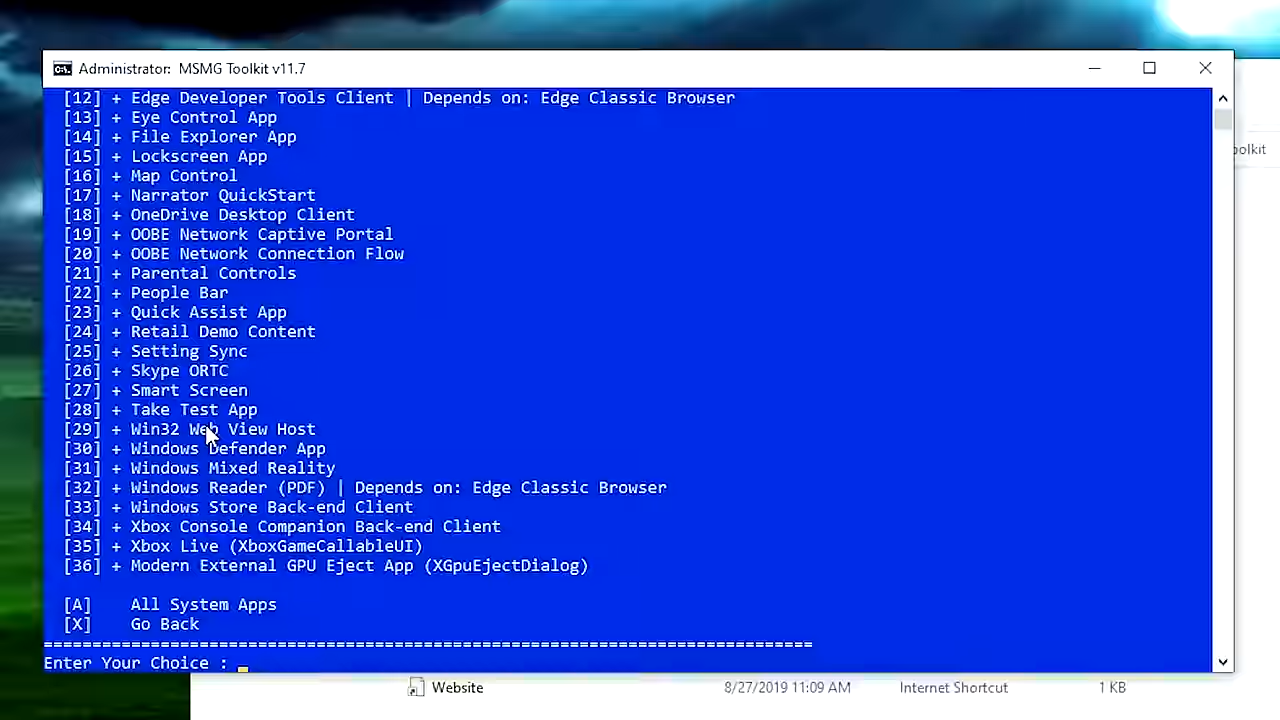 Administrator: MSMG Toolkit v11.7
[12] + Edge Developer Tools Client | Depends on: Edge Classic Browser
[13] + Eye Control App
[14] + File Explorer App
[15] + Lockscreen App
[16] + Map Control
[17] + Narrator QuickStart
[18] + OneDrive Desktop Client
[19] + OOBE Network Captive Portal
[20] + OOBE Network Connection Flow
[21] + Parental Controls
[22] + People Bar
[23] + Quick Assist App
[24] + Retail Demo Content
[25] + Setting Sync
[26] + Skype ORTC
[27] + Smart Screen
[28] + Take Test App
[29] + Win32 Web View Host
[30] + Windows Defender App
[31] + Windows Mixed Reality
[32] + Windows Reader (PDF) | Depends on: Edge Classic Browser
[33] + Windows Store Back-end Client
[34] + Xbox Console Companion Back-end Client
[35] + Xbox Live (XboxGameCallableUI)
[36] + Modern External GPU Eject App (XGpuEjectDialog)
[A] All System Apps
[X] Go Back
===============================================================================
Enter Your Choice :
Website 8/27/2019 11:09 AM Internet Shortcut 1 KB